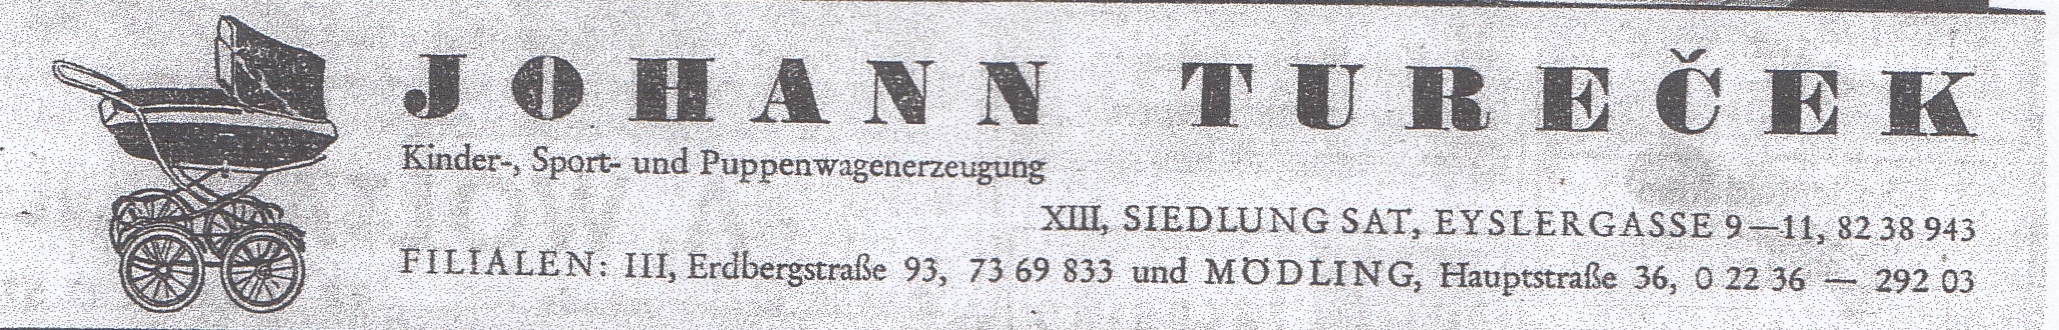 JOHANN TUREČEK
Kinder-, Sport- und Puppenwagenerzeugung
XIII, SIEDLUNG SAT, EYSLERGASSE 9—11, 82 38 943
FILIALEN: III, Erdbergstraße 93, 73 69 833 und MÖDLING, Hauptstraße 36, 0 22 36 — 292 03